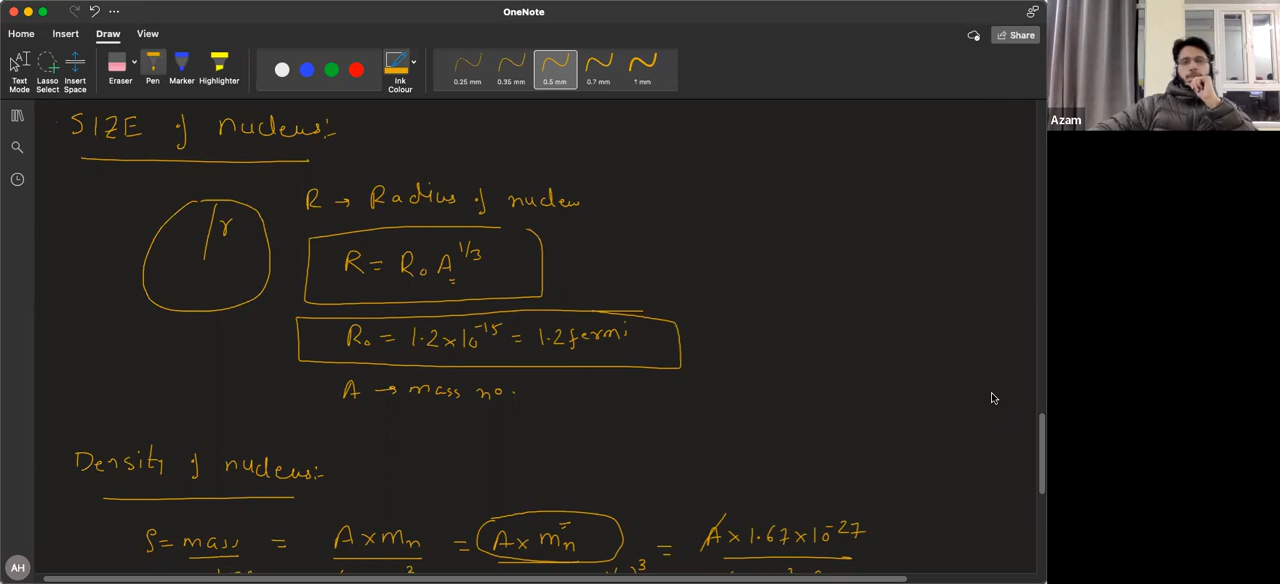 OneNote
Home Insert Draw View
Share
Text Mode
Lasso Select
Insert Space
Eraser
Pen
Marker
Highlighter
Ink Colour
0.25 mm 0.35 mm 0.5 mm 0.7 mm 1 mm
Azam
SIZE of nucleus:-
r
R → Radius of nucleu
R = R₀ A^1/3
R₀ = 1.2×10^-15 = 1.2 fermi
A → mass no.
Density of nucleus:-
ρ = mass = A × mn = A × mn = A × 1.67 × 10^-27
AH